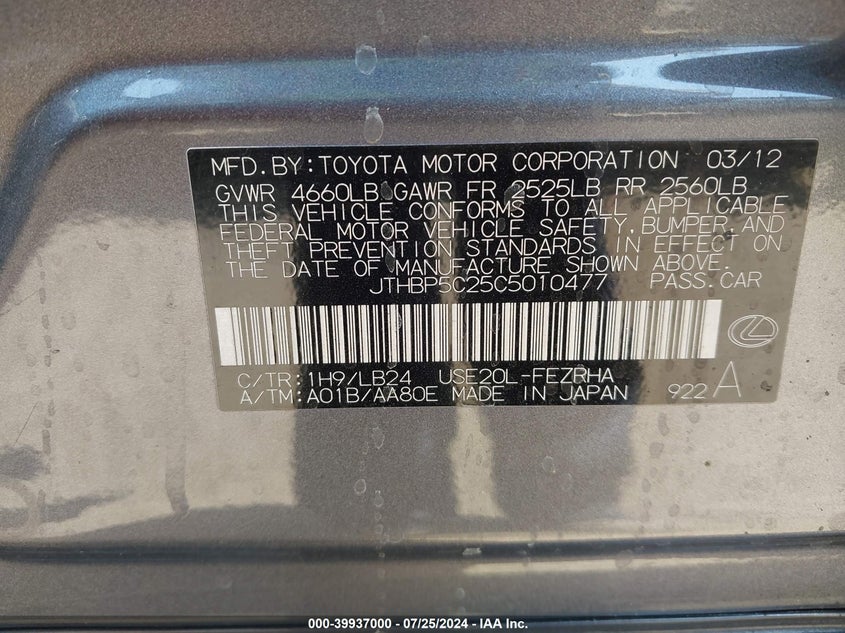 MFD.BY:TOYOTA MOTOR CORPORATION 03/12
GVWR 4660LB GAWR FR 2525LB RR 2560LB
THIS VEHICLE CONFORMS TO ALL APPLICABLE
FEDERAL MOTOR VEHICLE SAFETY,BUMPER,AND
THEFT PREVENTION STANDARDS IN EFFECT ON
THE DATE OF MANUFACTURE SHOWN ABOVE.
JTHBP5C25C5010477 PASS.CAR
C/TR:1H9/LB24 USE20L-FEZRHA
A/TM:A01B/AA80E MADE IN JAPAN 922 A
000-39937000 - 07/25/2024 - IAA Inc.